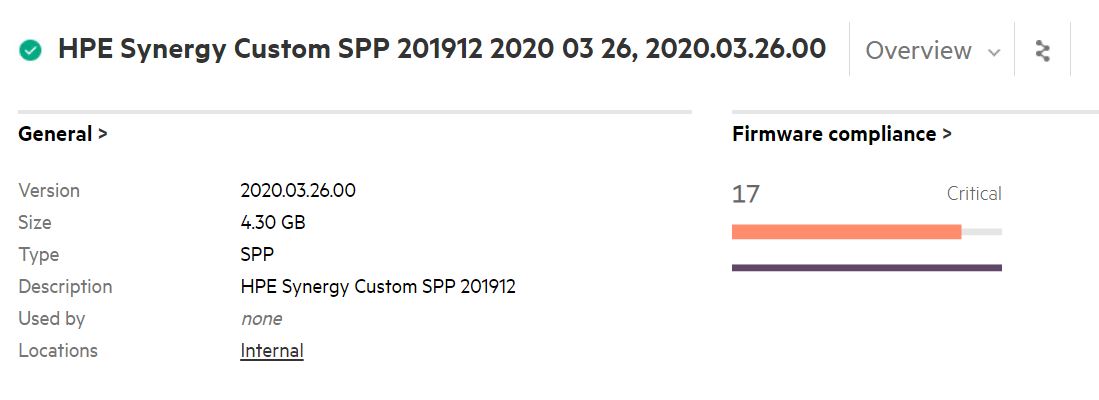 HPE Synergy Custom SPP 201912 2020 03 26, 2020.03.26.00
Overview
General >
Version 2020.03.26.00
Size 4.30 GB
Type SPP
Description HPE Synergy Custom SPP 201912
Used by none
Locations Internal
Firmware compliance >
17 Critical